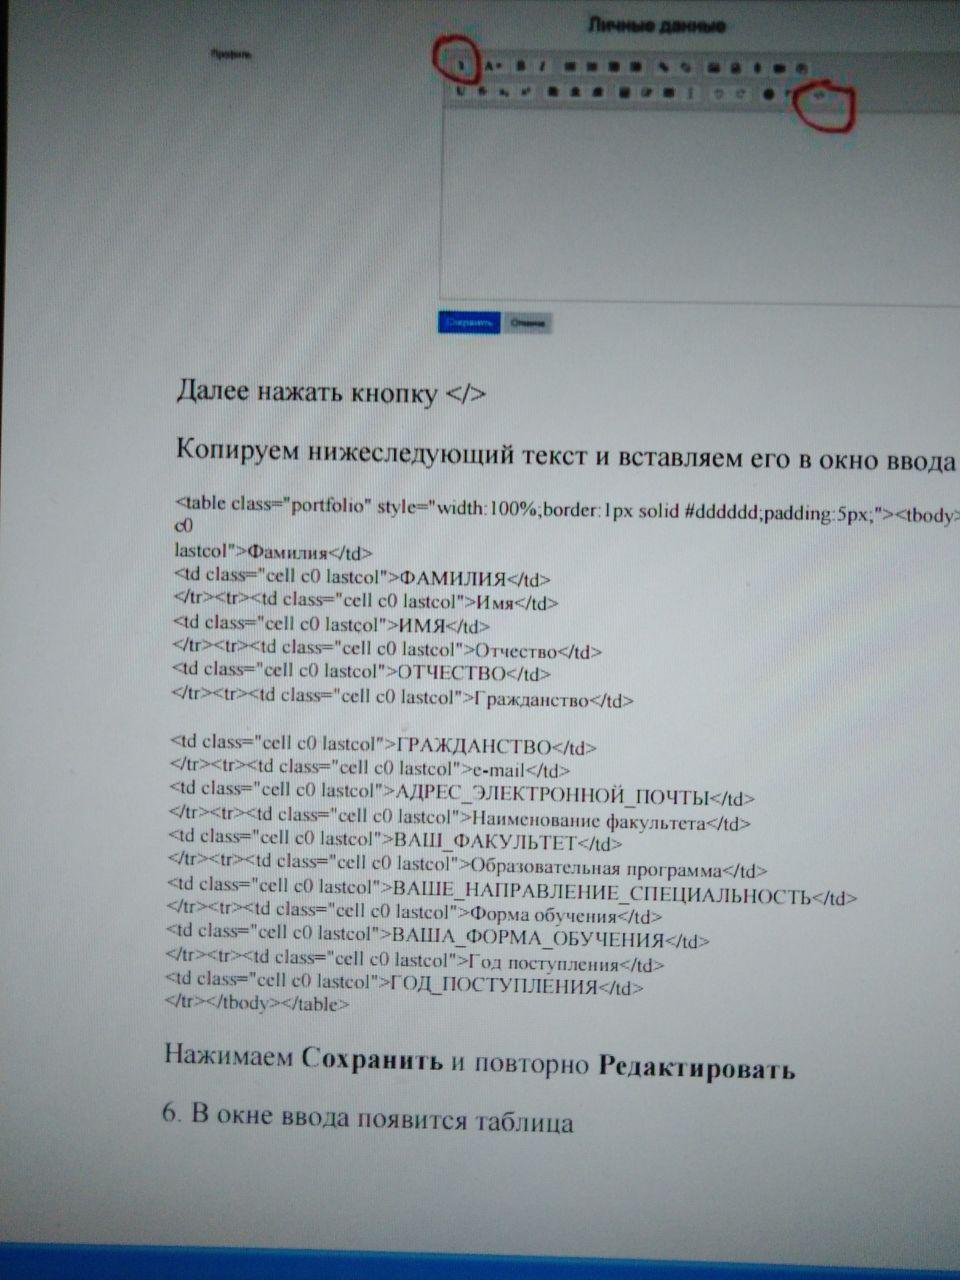 Личные данные
Профиль
Сохранить Отмена
Далее нажать кнопку </>
Копируем нижеследующий текст и вставляем его в окно ввода
<table class="portfolio" style="width:100%;border:1px solid #dddddd;padding:5px;"><tbody>
c0
lastcol">Фамилия</td>
<td class="cell c0 lastcol">ФАМИЛИЯ</td>
</tr><tr><td class="cell c0 lastcol">Имя</td>
<td class="cell c0 lastcol">ИМЯ</td>
</tr><tr><td class="cell c0 lastcol">Отчество</td>
<td class="cell c0 lastcol">ОТЧЕСТВО</td>
</tr><tr><td class="cell c0 lastcol">Гражданство</td>
<td class="cell c0 lastcol">ГРАЖДАНСТВО</td>
</tr><tr><td class="cell c0 lastcol">e-mail</td>
<td class="cell c0 lastcol">АДРЕС_ЭЛЕКТРОННОЙ_ПОЧТЫ</td>
</tr><tr><td class="cell c0 lastcol">Наименование факультета</td>
<td class="cell c0 lastcol">ВАШ_ФАКУЛЬТЕТ</td>
</tr><tr><td class="cell c0 lastcol">Образовательная программа</td>
<td class="cell c0 lastcol">ВАШЕ_НАПРАВЛЕНИЕ_СПЕЦИАЛЬНОСТЬ</td>
</tr><tr><td class="cell c0 lastcol">Форма обучения</td>
<td class="cell c0 lastcol">ВАША_ФОРМА_ОБУЧЕНИЯ</td>
</tr><tr><td class="cell c0 lastcol">Год поступления</td>
<td class="cell c0 lastcol">ГОД_ПОСТУПЛЕНИЯ</td>
</tr></tbody></table>
Нажимаем Сохранить и повторно Редактировать
6. В окне ввода появится таблица